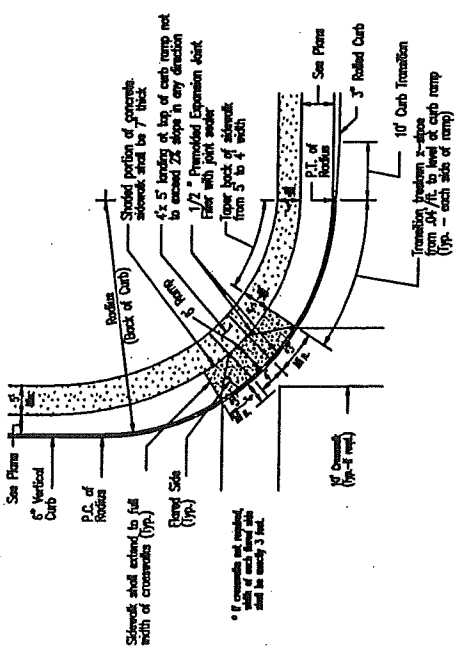 Shaded portion of concrete
sidewalk shall be 7" thick
4'x 5' landing at top of curb ramp not
to exceed 2% slope in any direction
1/2" Premolded Expansion Joint
Filler with joint sealer
Taper back of sidewalk
from 5' to 4' width
See Plans
3" Rolled Curb
P.T. of
Radius
10' Curb Transition
Transition treatment x-slope
from .04'/ft. to level at curb ramp
(Typ. - each side of ramp)
Radius
(Back of Curb)
6' Ramp
See Plans
6" Vertical
Curb
P.C. of
Radius
Sidewalk shall extend to full
width of crosswalks (Typ.)
Flared Side
(Typ.)
* If crosswalks not required,
width of each flared side
shall be exactly 3 feet.
10' Crosswalk
(Typ.-if reqd.)